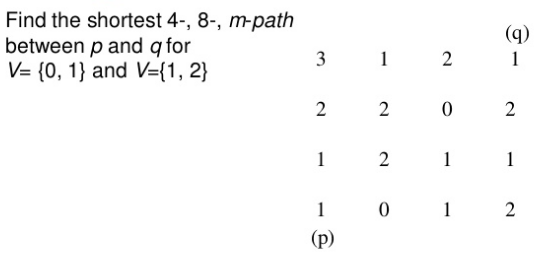 Find the shortest 4-, 8-, m-path
between p and q for
V= {0, 1} and V={1, 2}
(q)
3 1 2 1
2 2 0 2
1 2 1 1
1 0 1 2
(p)